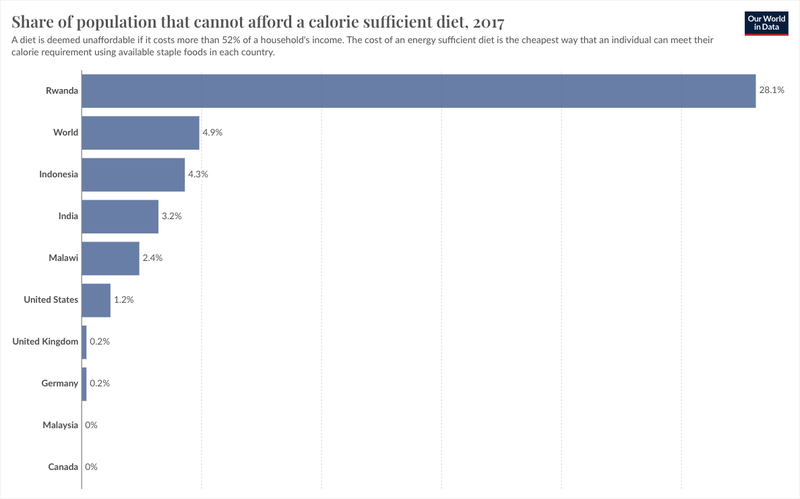 Share of population that cannot afford a calorie sufficient diet, 2017
Our World
in Data
A diet is deemed unaffordable if it costs more than 52% of a household's income. The cost of an energy sufficient diet is the cheapest way that an individual can meet their
calorie requirement using available staple foods in each country.
Rwanda 28.1%
World 4.9%
Indonesia 4.3%
India 3.2%
Malawi 2.4%
United States 1.2%
United Kingdom 0.2%
Germany 0.2%
Malaysia 0%
Canada 0%